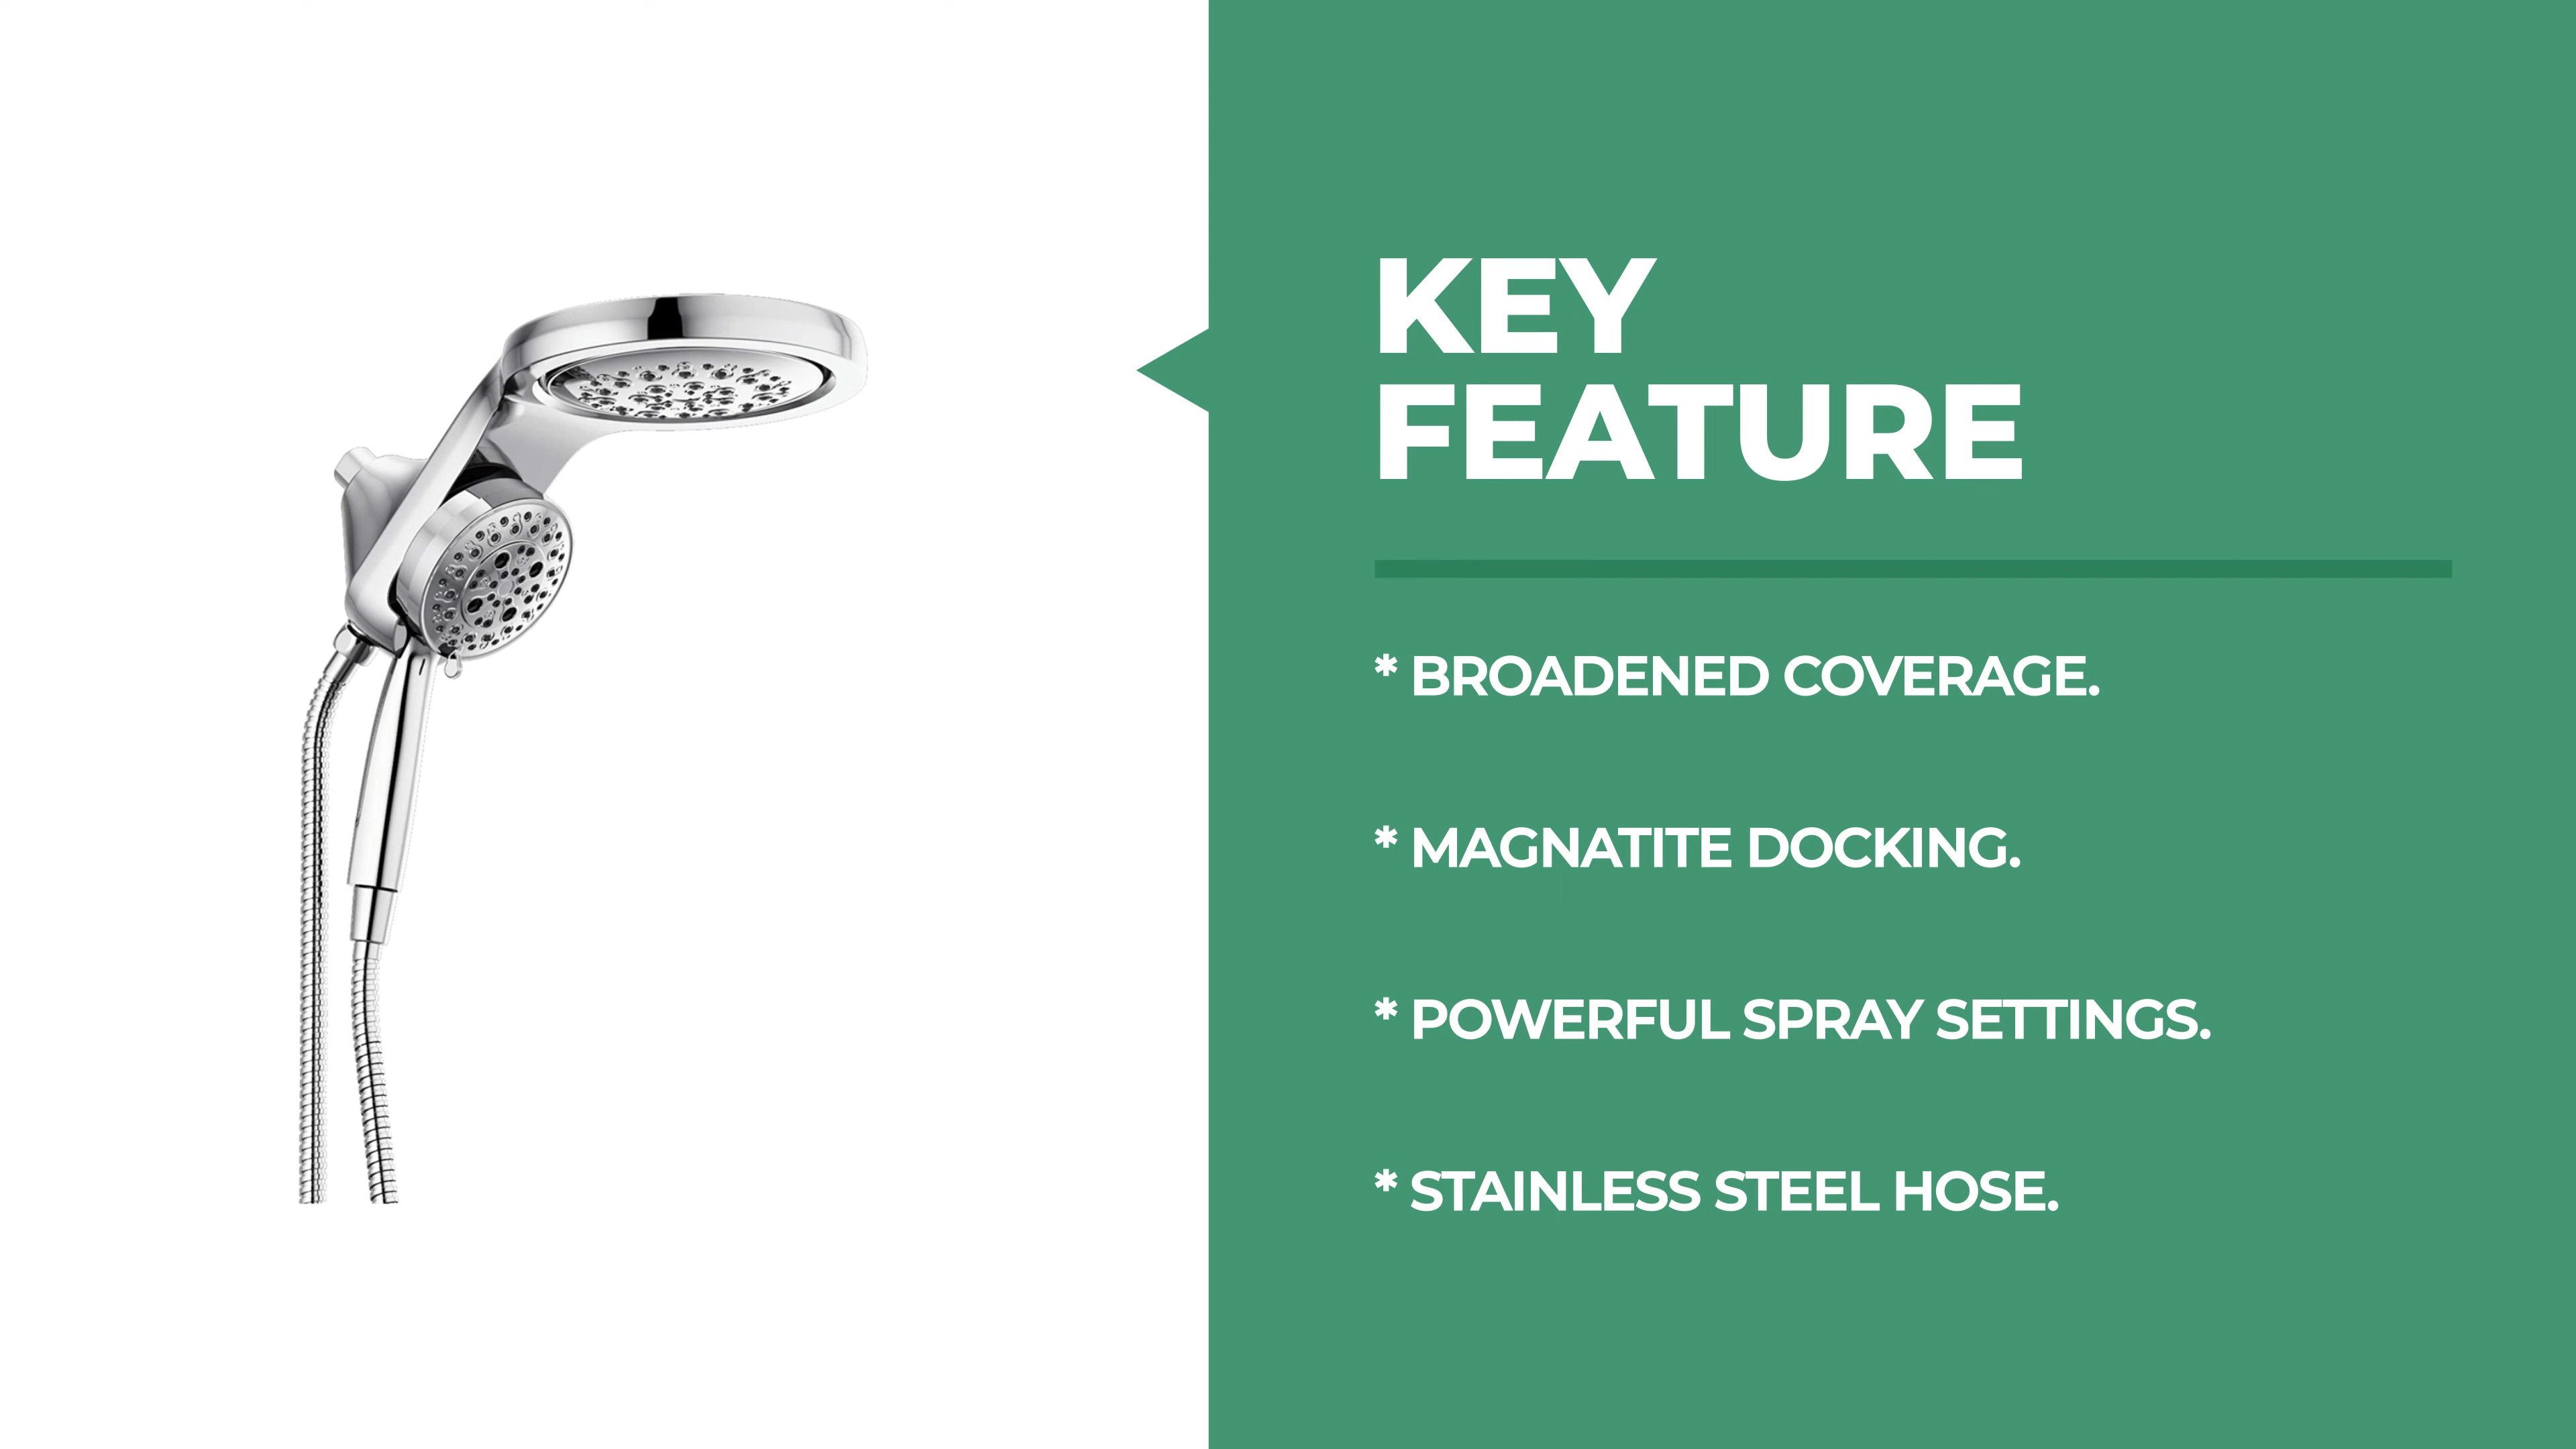 KEY
FEATURE
* BROADENED COVERAGE.
* MAGNATITE DOCKING.
* POWERFUL SPRAY SETTINGS.
* STAINLESS STEEL HOSE.